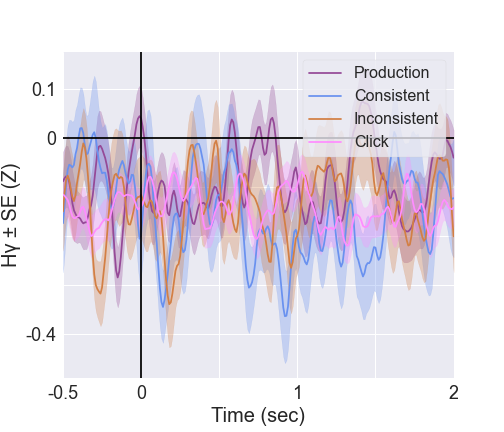 Production
Consistent
Inconsistent
Click
0.1
0
-0.4
Hγ ± SE (Z)
-0.5
0
1
2
Time (sec)